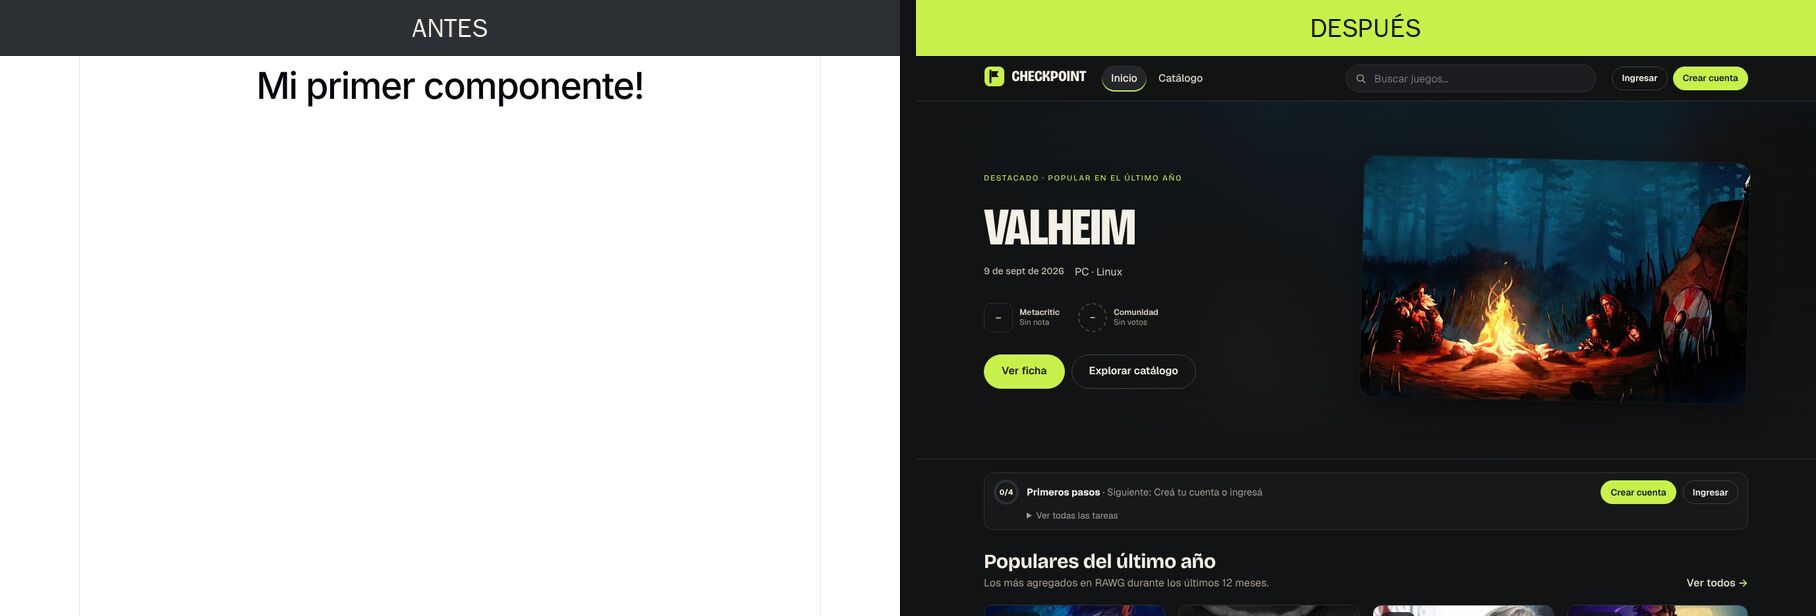 ANTES
Mi primer componente!
DESPUÉS
CHECKPOINT Inicio Catálogo Buscar juegos... Ingresar Crear cuenta
DESTACADO · POPULAR EN EL ÚLTIMO AÑO
VALHEIM
9 de sept de 2026 PC · Linux
– Metacritic – Comunidad
Sin nota Sin votos
Ver ficha Explorar catálogo
0/4 Primeros pasos · Siguiente: Creá tu cuenta o ingresá Crear cuenta Ingresar
Ver todas las tareas
Populares del último año
Los más agregados en RAWG durante los últimos 12 meses. Ver todos →